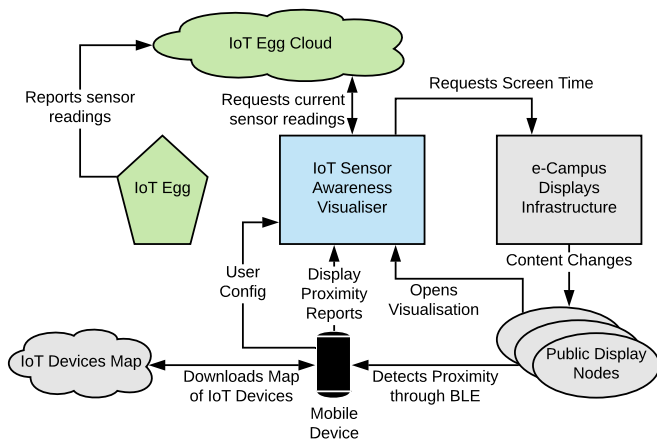 IoT Egg Cloud
Reports sensor
readings
Requests current
sensor readings
Requests Screen Time
IoT Egg
IoT Sensor
Awareness
Visualiser
e-Campus
Displays
Infrastructure
User
Config
Display
Proximity
Reports
Opens
Visualisation
Content Changes
IoT Devices Map
Downloads Map
of IoT Devices
Mobile
Device
Detects Proximity
through BLE
Public Display
Nodes